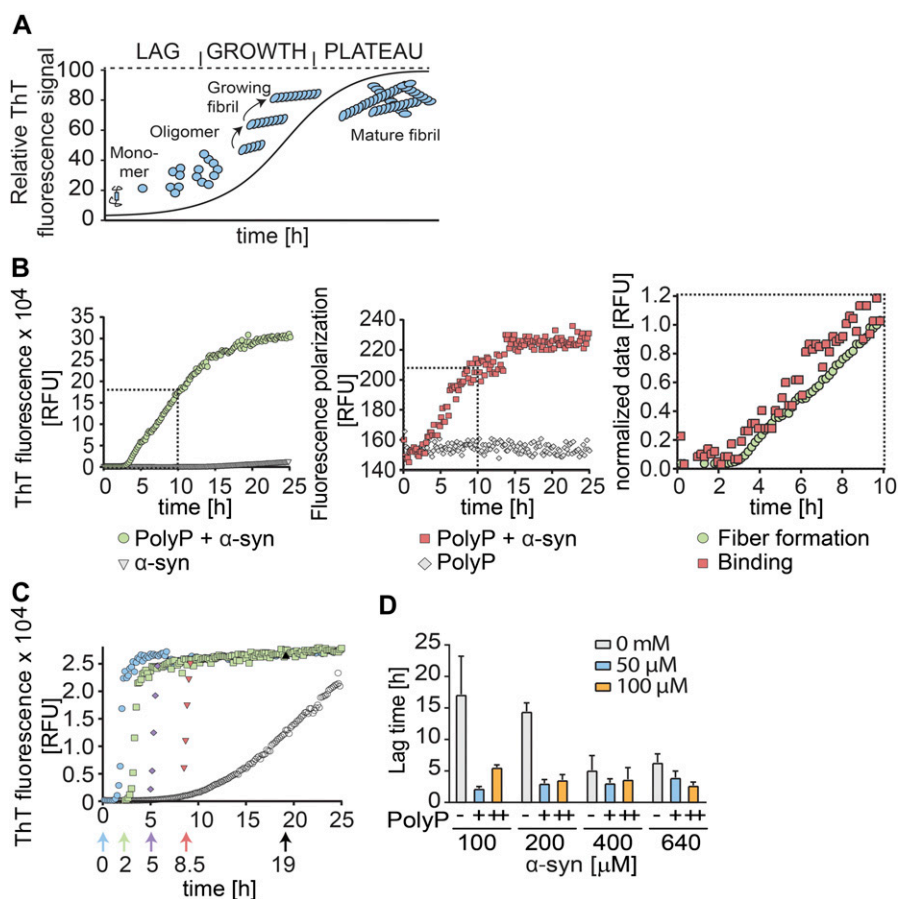 A
LAG GROWTH PLATEAU
Relative ThT
fluorescence signal
100
80
60
40
20
0
Mono-
mer
Oligomer
Growing
fibril
Mature fibril
time [h]
B
ThT fluorescence x 10⁴
[RFU]
35
30
25
20
15
10
5
0
0 5 10 15 20 25
time [h]
PolyP + α-syn
α-syn
Fluorescence polarization
[RFU]
240
220
200
180
160
140
0 5 10 15 20 25
time [h]
PolyP + α-syn
PolyP
normalized data [RFU]
1.2
1.0
0.8
0.6
0.4
0.2
0.0
0 2 4 6 8 10
time [h]
Fiber formation
Binding
C
ThT fluorescence x 10⁴
[RFU]
2.5
2.0
1.5
1.0
0.5
0
0 5 10 15 20 25
0 2 5 8.5 19
time [h]
D
Lag time [h]
25
20
15
10
5
0
0 mM
50 µM
100 µM
PolyP - + ++ - + ++ - + ++ - + ++
100 200 400 640
α-syn [µM]